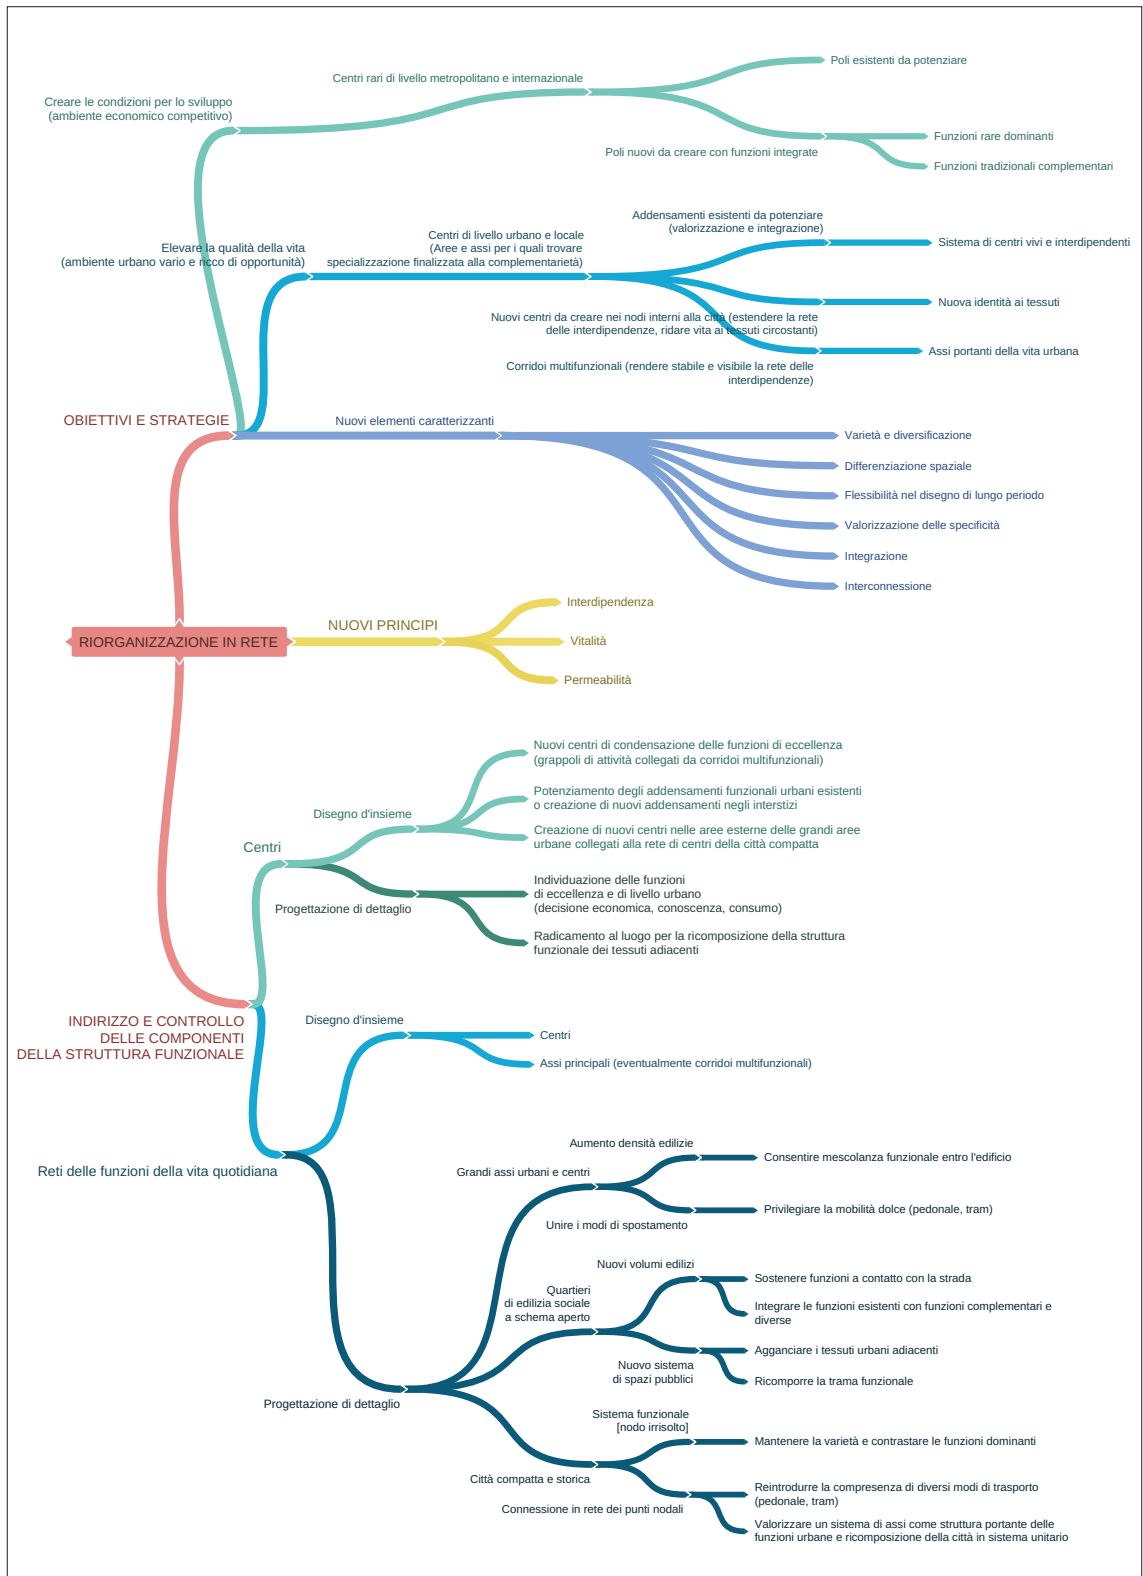 Poli esistenti da potenziare
Centri rari di livello metropolitano e internazionale
Creare le condizioni per lo sviluppo
(ambiente economico competitivo)
Funzioni rare dominanti
Poli nuovi da creare con funzioni integrate
Funzioni tradizionali complementari
Addensamenti esistenti da potenziare
(valorizzazione e integrazione)
Centri di livello urbano e locale
(Aree e assi per i quali trovare
specializzazione finalizzata alla complementarietà)
Sistema di centri vivi e interdipendenti
Elevare la qualità della vita
(ambiente urbano vario e ricco di opportunità)
Nuova identità ai tessuti
Nuovi centri da creare nei nodi interni alla città (estendere la rete
delle interdipendenze, ridare vita ai tessuti circostanti)
Assi portanti della vita urbana
Corridoi multifunzionali (rendere stabile e visibile la rete delle
interdipendenze)
OBIETTIVI E STRATEGIE
Nuovi elementi caratterizzanti
Varietà e diversificazione
Differenziazione spaziale
Flessibilità nel disegno di lungo periodo
Valorizzazione delle specificità
Integrazione
Interconnessione
Interdipendenza
NUOVI PRINCIPI
RIORGANIZZAZIONE IN RETE
Vitalità
Permeabilità
Nuovi centri di condensazione delle funzioni di eccellenza
(grappoli di attività collegati da corridoi multifunzionali)
Potenziamento degli addensamenti funzionali urbani esistenti
o creazione di nuovi addensamenti negli interstizi
Disegno d'insieme
Creazione di nuovi centri nelle aree esterne delle grandi aree
urbane collegati alla rete di centri della città compatta
Centri
Individuazione delle funzioni
di eccellenza e di livello urbano
(decisione economica, conoscenza, consumo)
Progettazione di dettaglio
Radicamento al luogo per la ricomposizione della struttura
funzionale dei tessuti adiacenti
INDIRIZZO E CONTROLLO
DELLE COMPONENTI
DELLA STRUTTURA FUNZIONALE
Disegno d'insieme
Centri
Assi principali (eventualmente corridoi multifunzionali)
Reti delle funzioni della vita quotidiana
Aumento densità edilizie
Consentire mescolanza funzionale entro l'edificio
Grandi assi urbani e centri
Privilegiare la mobilità dolce (pedonale, tram)
Unire i modi di spostamento
Nuovi volumi edilizi
Sostenere funzioni a contatto con la strada
Quartieri
di edilizia sociale
a schema aperto
Integrare le funzioni esistenti con funzioni complementari e
diverse
Agganciare i tessuti urbani adiacenti
Nuovo sistema
di spazi pubblici
Ricomporre la trama funzionale
Progettazione di dettaglio
Sistema funzionale
[nodo irrisolto]
Mantenere la varietà e contrastare le funzioni dominanti
Città compatta e storica
Reintrodurre la compresenza di diversi modi di trasporto
(pedonale, tram)
Connessione in rete dei punti nodali
Valorizzare un sistema di assi come struttura portante delle
funzioni urbane e ricomposizione della città in sistema unitario